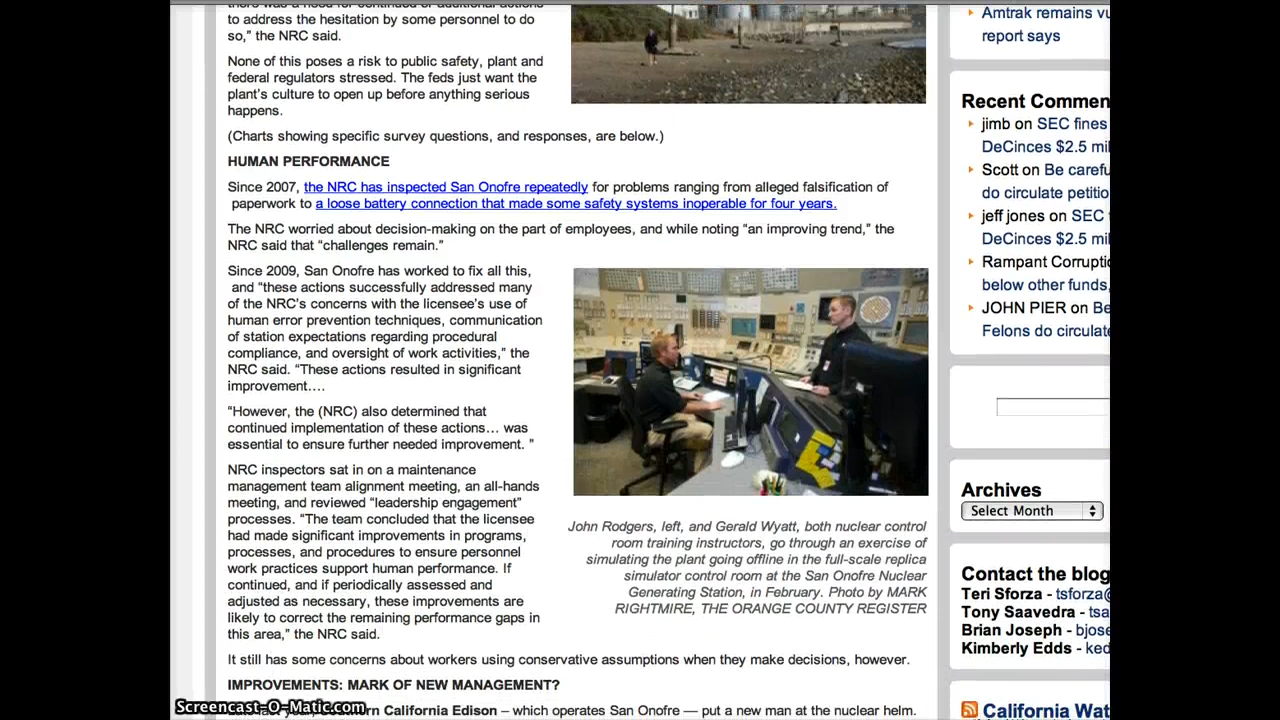 to address the hesitation by some personnel to do
so,” the NRC said.
None of this poses a risk to public safety, plant and
federal regulators stressed. The feds just want the
plant’s culture to open up before anything serious
happens.
(Charts showing specific survey questions, and responses, are below.)
HUMAN PERFORMANCE
Since 2007, the NRC has inspected San Onofre repeatedly for problems ranging from alleged falsification of
paperwork to a loose battery connection that made some safety systems inoperable for four years.
The NRC worried about decision-making on the part of employees, and while noting “an improving trend,” the
NRC said that “challenges remain.”
Since 2009, San Onofre has worked to fix all this,
and “these actions successfully addressed many
of the NRC’s concerns with the licensee’s use of
human error prevention techniques, communication
of station expectations regarding procedural
compliance, and oversight of work activities,” the
NRC said. “These actions resulted in significant
improvement….
“However, the (NRC) also determined that
continued implementation of these actions… was
essential to ensure further needed improvement. ”
NRC inspectors sat in on a maintenance
management team alignment meeting, an all-hands
meeting, and reviewed “leadership engagement”
processes. “The team concluded that the licensee
had made significant improvements in programs,
processes, and procedures to ensure personnel
work practices support human performance. If
continued, and if periodically assessed and
adjusted as necessary, these improvements are
likely to correct the remaining performance gaps in
this area,” the NRC said.
John Rodgers, left, and Gerald Wyatt, both nuclear control
room training instructors, go through an exercise of
simulating the plant going offline in the full-scale replica
simulator control room at the San Onofre Nuclear
Generating Station, in February. Photo by MARK
RIGHTMIRE, THE ORANGE COUNTY REGISTER
It still has some concerns about workers using conservative assumptions when they make decisions, however.
IMPROVEMENTS: MARK OF NEW MANAGEMENT?
California Edison – which operates San Onofre — put a new man at the nuclear helm.
Screencast-O-Matic.com
Amtrak remains vu
report says
Recent Commen
jimb on SEC fines
DeCinces $2.5 mil
Scott on Be carefu
do circulate petitio
jeff jones on SEC
DeCinces $2.5 mil
Rampant Corruptio
below other funds,
JOHN PIER on Be
Felons do circulate
Archives
Select Month
Contact the blog
Teri Sforza - tsforza@
Tony Saavedra - tsa
Brian Joseph - bjose
Kimberly Edds - ked
California Wat